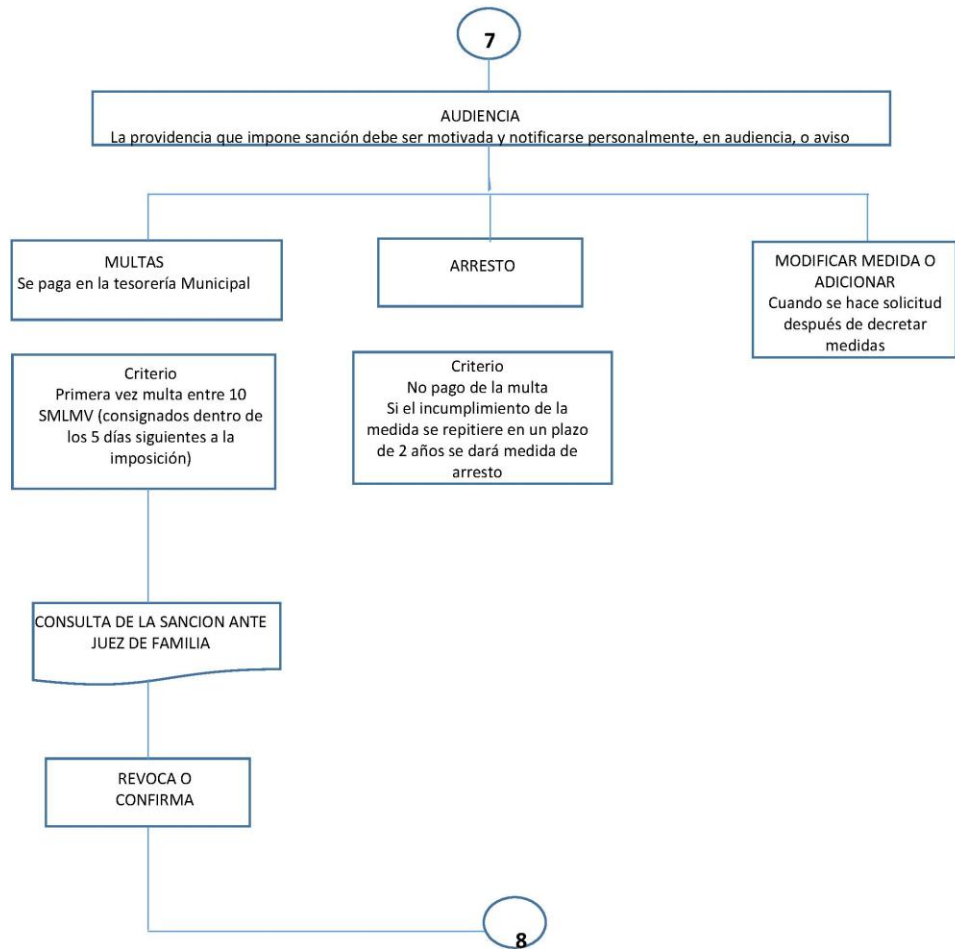 7
AUDIENCIA
La providencia que impone sanción debe ser motivada y notificarse personalmente, en audiencia, o aviso
MULTAS
Se paga en la tesorería Municipal
ARRESTO
MODIFICAR MEDIDA O
ADICIONAR
Cuando se hace solicitud
después de decretar
medidas
Criterio
Primera vez multa entre 10
SMLMV (consignados dentro de
los 5 días siguientes a la
imposición)
Criterio
No pago de la multa
Si el incumplimiento de la
medida se repitiere en un plazo
de 2 años se dará medida de
arresto
CONSULTA DE LA SANCION ANTE
JUEZ DE FAMILIA
REVOCA O
CONFIRMA
8